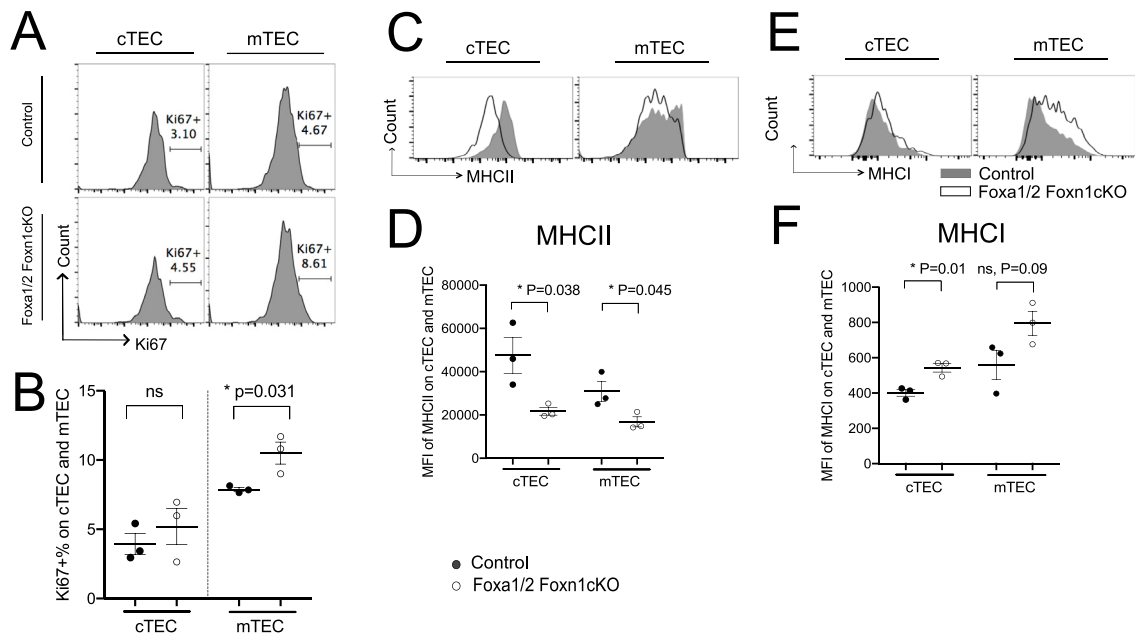 A
cTEC
mTEC
Control
Ki67+
3.10
Ki67+
4.67
Foxa1/2 Foxn1cKO
Count
Ki67+
4.55
Ki67+
8.61
Ki67
B
Ki67+% on cTEC and mTEC
15
10
5
0
ns
* p=0.031
cTEC
mTEC
C
cTEC
mTEC
Count
MHCII
D
MHCII
MFI of MHCII on cTEC and mTEC
80000
60000
40000
20000
0
* P=0.038
* P=0.045
cTEC
mTEC
Control
Foxa1/2 Foxn1cKO
E
cTEC
mTEC
Count
MHCI
Control
Foxa1/2 Foxn1cKO
F
MHCI
MFI of MHCI on cTEC and mTEC
1000
800
600
400
200
0
* P=0.01
ns, P=0.09
cTEC
mTEC